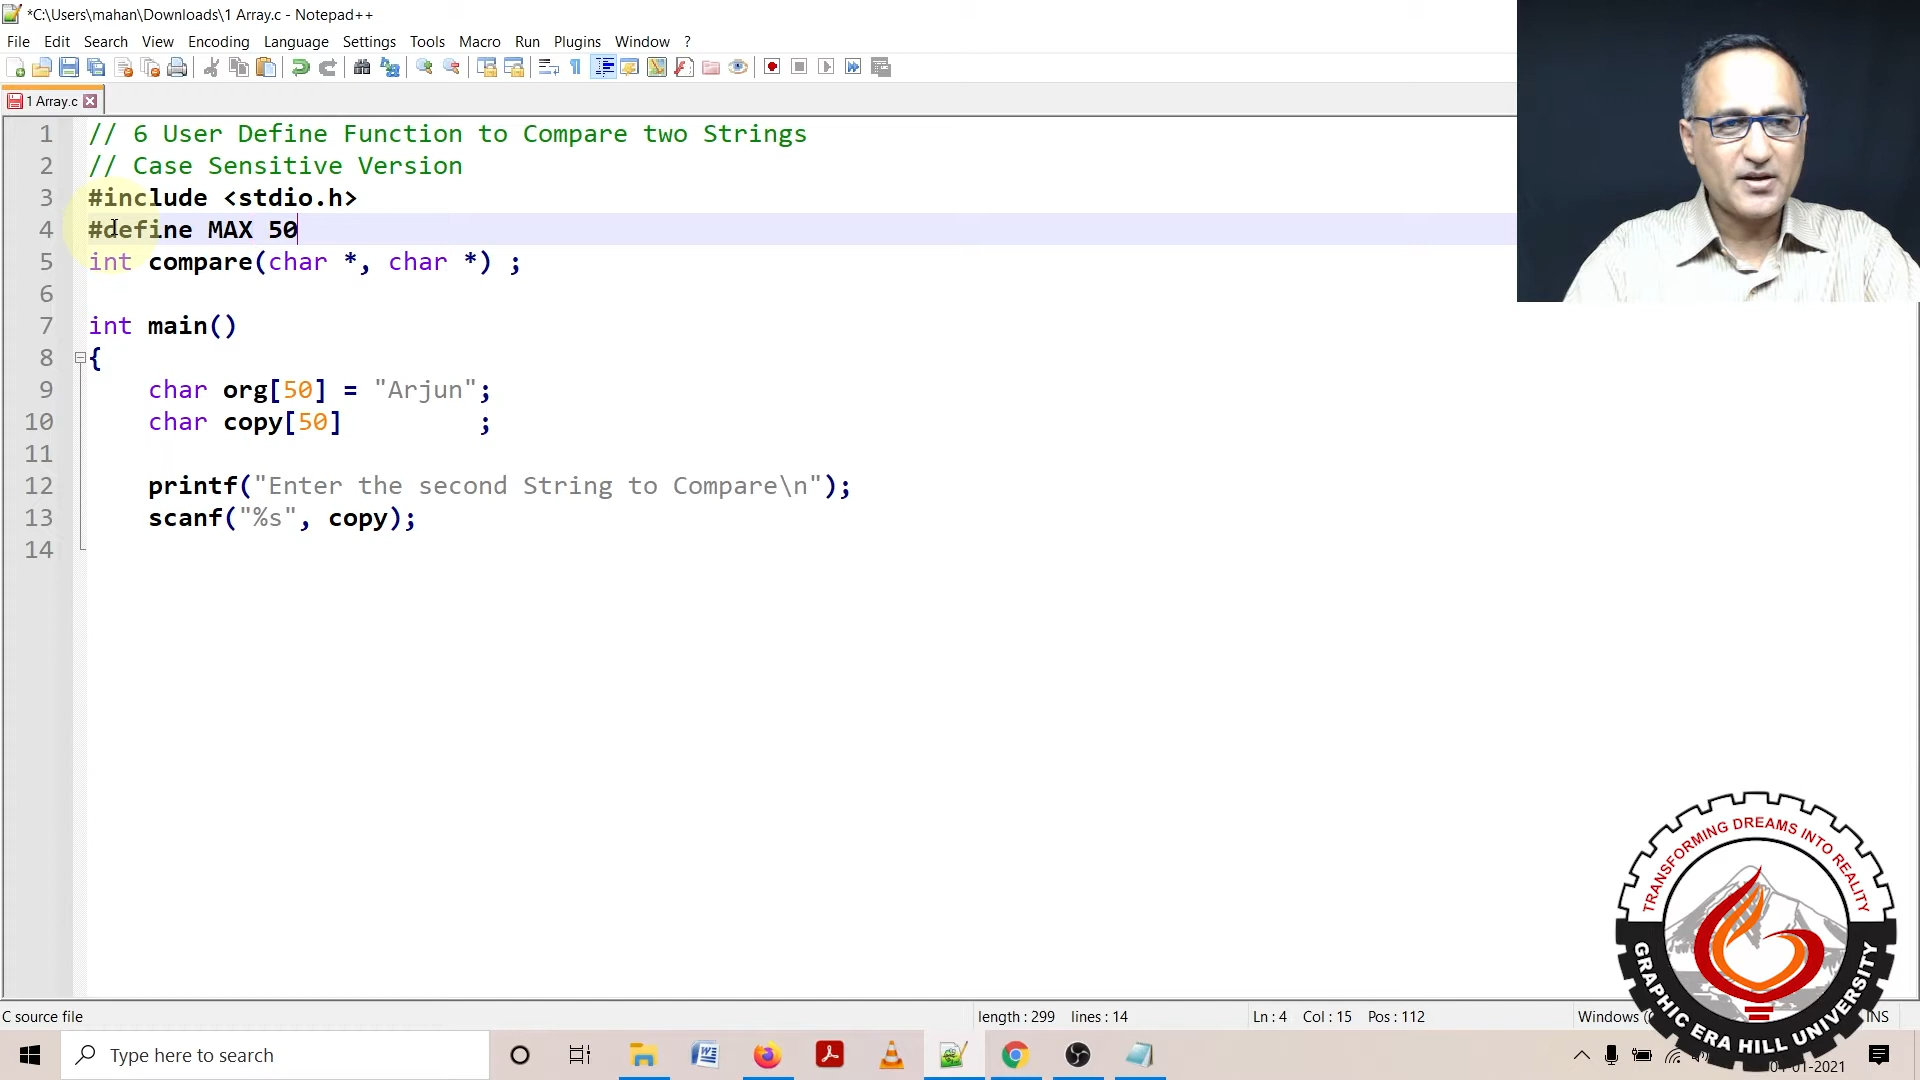 *C:\Users\mahan\Downloads\1 Array.c - Notepad++
File Edit Search View Encoding Language Settings Tools Macro Run Plugins Window ?
1 Array.c
1 // 6 User Define Function to Compare two Strings
2 // Case Sensitive Version
3 #include <stdio.h>
4 #define MAX 50
5 int compare(char *, char *) ;
6
7 int main()
8 {
9 char org[50] = "Arjun";
10 char copy[50] ;
11
12 printf("Enter the second String to Compare\n");
13 scanf("%s", copy);
14
TRANSFORMING DREAMS INTO REALITY
GRAPHIC ERA HILL UNIVERSITY
C source file length : 299 lines : 14 Ln : 4 Col : 15 Pos : 112 Windows INS
Type here to search
01-2021